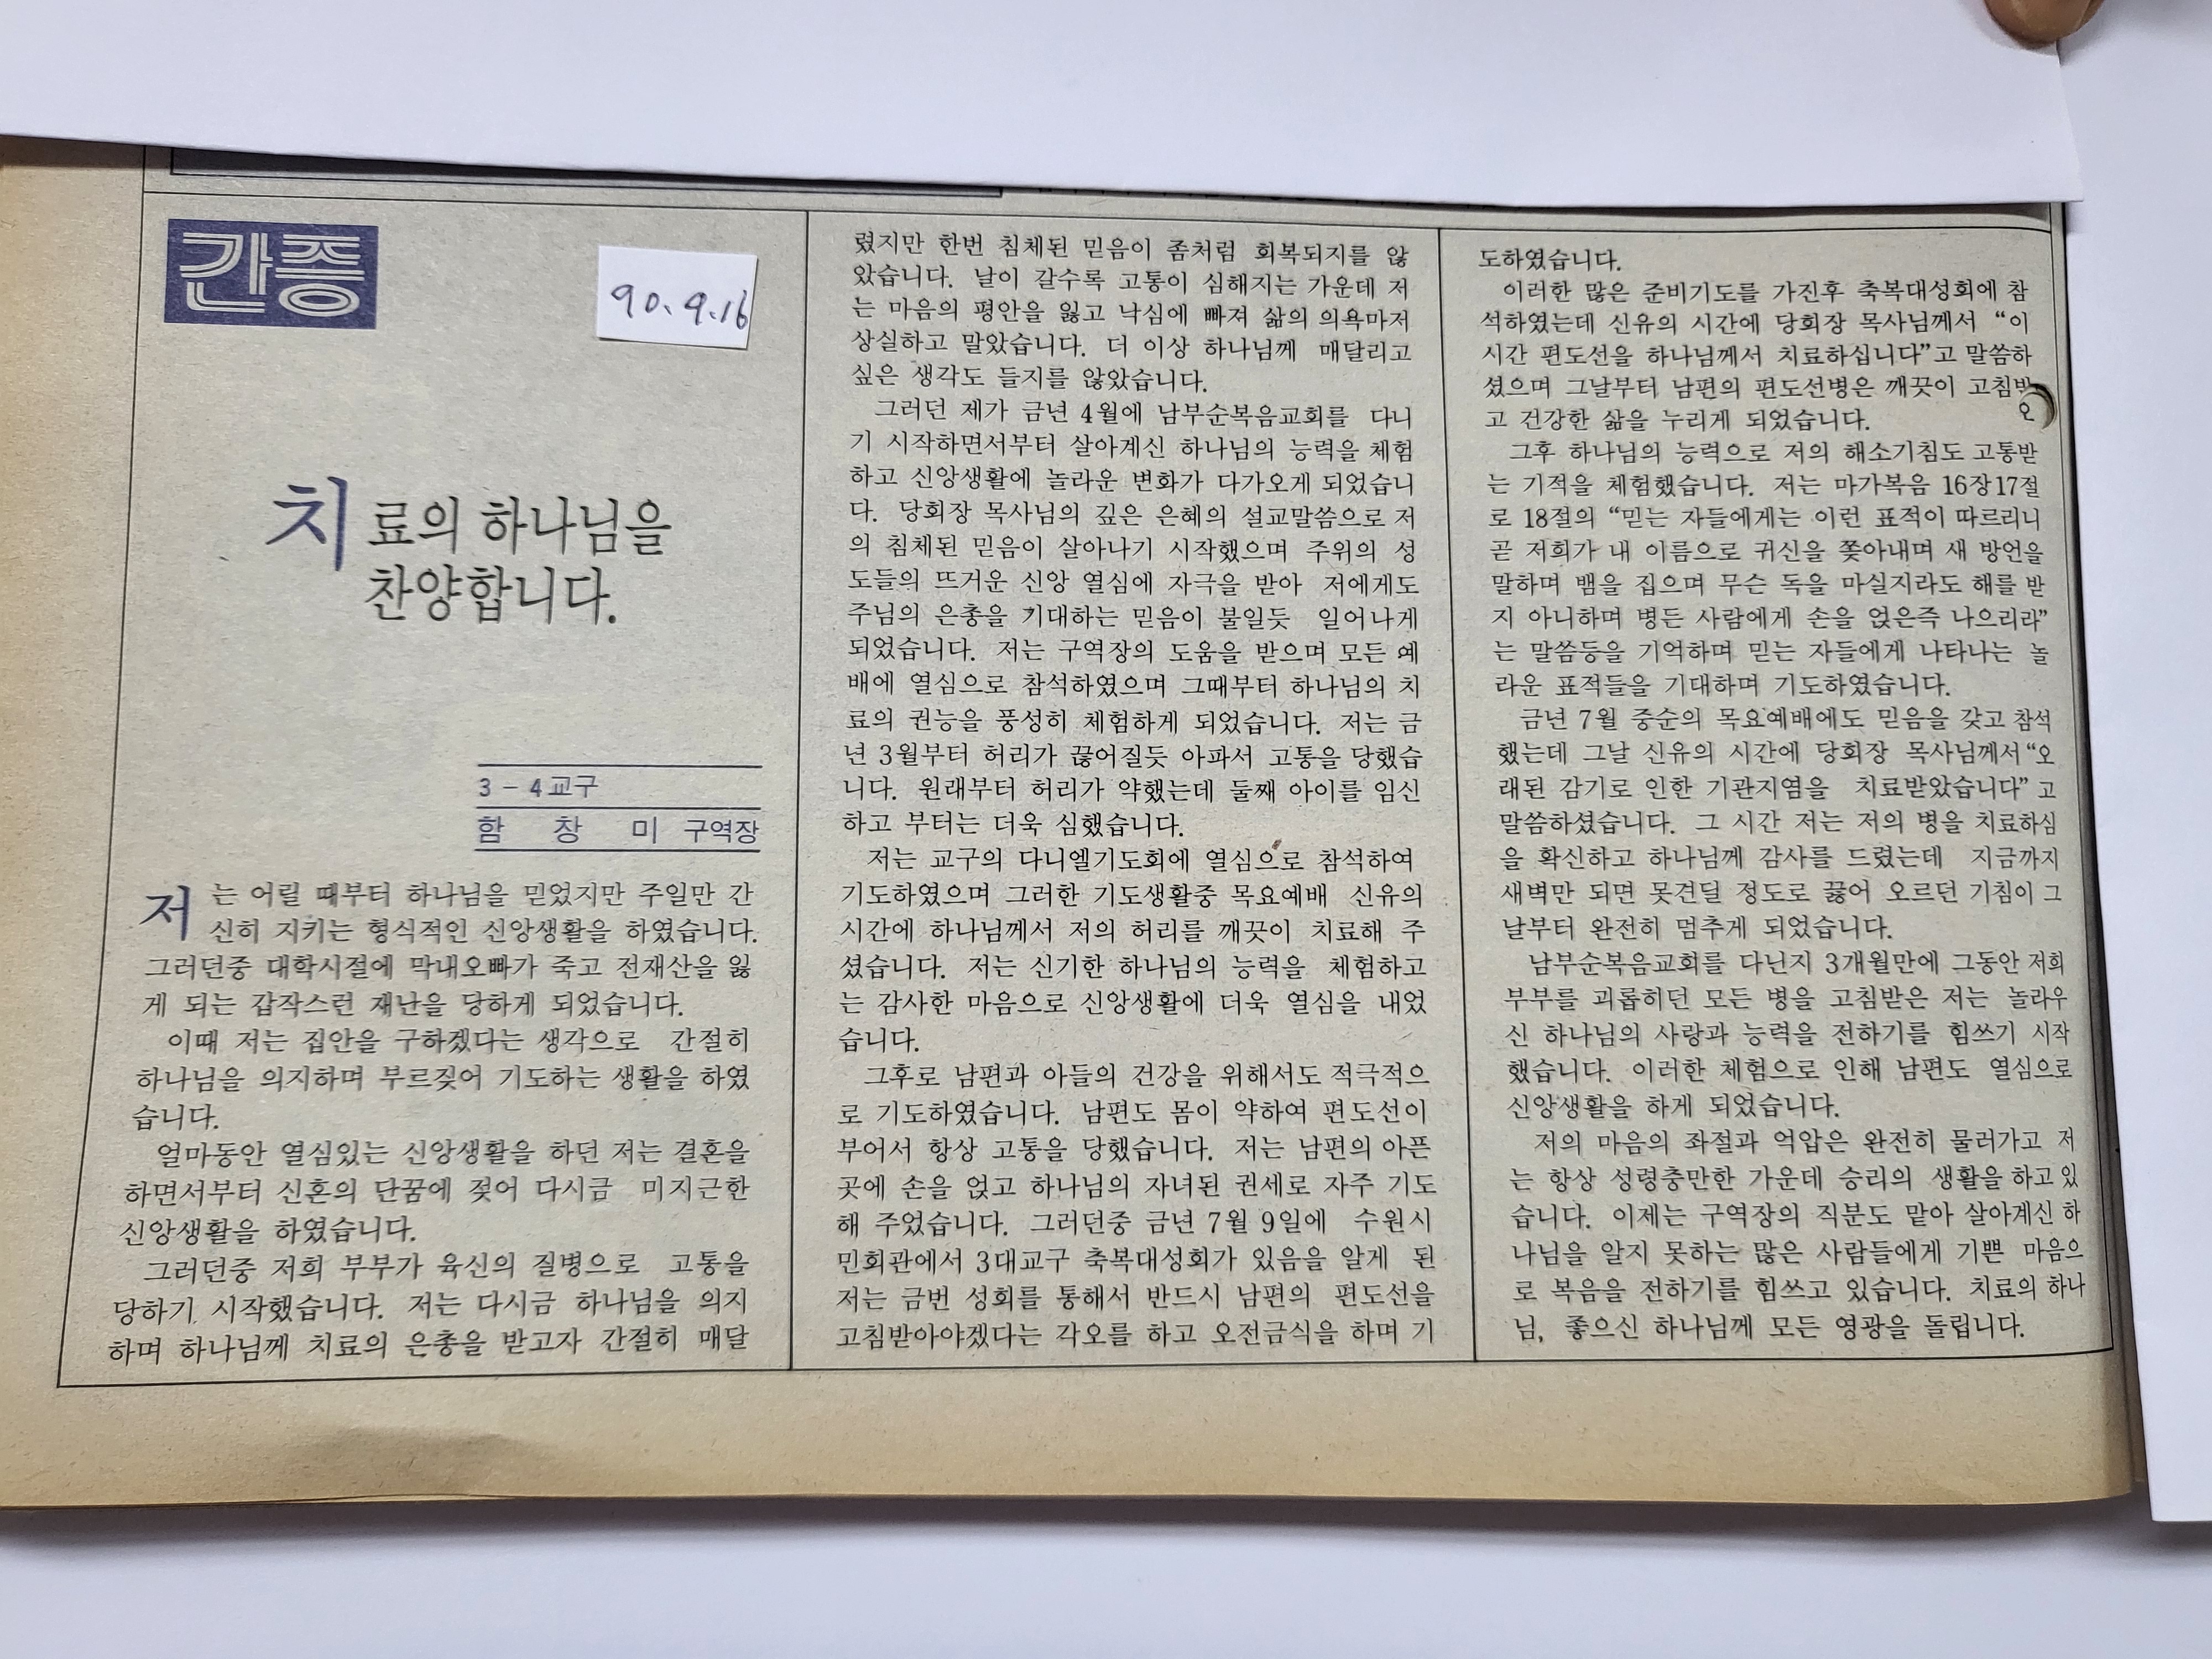 간증
90. 9. 16
치료의 하나님을
찬양합니다.
3－4교구
함 창 미 구역장
저는 어릴 때부터 하나님을 믿었지만 주일만 간
신히 지키는 형식적인 신앙생활을 하였습니다.
그러던중 대학시절에 막내오빠가 죽고 전재산을 잃
게 되는 갑작스런 재난을 당하게 되었습니다.
이때 저는 집안을 구하겠다는 생각으로 간절히
하나님을 의지하며 부르짖어 기도하는 생활을 하였
습니다.
얼마동안 열심있는 신앙생활을 하던 저는 결혼을
하면서부터 신혼의 단꿈에 젖어 다시금 미지근한
신앙생활을 하였습니다.
그러던중 저희 부부가 육신의 질병으로 고통을
당하기 시작했습니다. 저는 다시금 하나님을 의지
하며 하나님께 치료의 은총을 받고자 간절히 매달
렸지만 한번 침체된 믿음이 좀처럼 회복되지를 않
았습니다. 날이 갈수록 고통이 심해지는 가운데 저
는 마음의 평안을 잃고 낙심에 빠져 삶의 의욕마저
상실하고 말았습니다. 더 이상 하나님께 매달리고
싶은 생각도 들지를 않았습니다.
그러던 제가 금년 4월에 남부순복음교회를 다니
기 시작하면서부터 살아계신 하나님의 능력을 체험
하고 신앙생활에 놀라운 변화가 다가오게 되었습니
다. 당회장 목사님의 깊은 은혜의 설교말씀으로 저
의 침체된 믿음이 살아나기 시작했으며 주위의 성
도들의 뜨거운 신앙 열심에 자극을 받아 저에게도
주님의 은총을 기대하는 믿음이 불일듯 일어나게
되었습니다. 저는 구역장의 도움을 받으며 모든 예
배에 열심으로 참석하였으며 그때부터 하나님의 치
료의 권능을 풍성히 체험하게 되었습니다. 저는 금
년 3월부터 허리가 끊어질듯 아파서 고통을 당했습
니다. 원래부터 허리가 약했는데 둘째 아이를 임신
하고 부터는 더욱 심했습니다.
저는 교구의 다니엘기도회에 열심으로 참석하여
기도하였으며 그러한 기도생활중 목요예배 신유의
시간에 하나님께서 저의 허리를 깨끗이 치료해 주
셨습니다. 저는 신기한 하나님의 능력을 체험하고
는 감사한 마음으로 신앙생활에 더욱 열심을 내었
습니다.
그후로 남편과 아들의 건강을 위해서도 적극적으
로 기도하였습니다. 남편도 몸이 약하여 편도선이
부어서 항상 고통을 당했습니다. 저는 남편의 아픈
곳에 손을 얹고 하나님의 자녀된 권세로 자주 기도
해 주었습니다. 그러던중 금년 7월 9일에 수원시
민회관에서 3대교구 축복대성회가 있음을 알게 된
저는 금번 성회를 통해서 반드시 남편의 편도선을
고침받아야겠다는 각오를 하고 오전금식을 하며 기
도하였습니다.
이러한 많은 준비기도를 가진후 축복대성회에 참
석하였는데 신유의 시간에 당회장 목사님께서 “이
시간 편도선을 하나님께서 치료하십니다”고 말씀하
셨으며 그날부터 남편의 편도선병은 깨끗이 고침받
고 건강한 삶을 누리게 되었습니다.
그후 하나님의 능력으로 저의 해소기침도 고통받
는 기적을 체험했습니다. 저는 마가복음 16장17절
로 18절의 “믿는 자들에게는 이런 표적이 따르리니
곧 저희가 내 이름으로 귀신을 쫓아내며 새 방언을
말하며 뱀을 집으며 무슨 독을 마실지라도 해를 받
지 아니하며 병든 사람에게 손을 얹은즉 나으리라”
는 말씀등을 기억하며 믿는 자들에게 나타나는 놀
라운 표적들을 기대하며 기도하였습니다.
금년 7월 중순의 목요예배에도 믿음을 갖고 참석
했는데 그날 신유의 시간에 당회장 목사님께서 “오
래된 감기로 인한 기관지염을 치료받았습니다”고
말씀하셨습니다. 그 시간 저는 저의 병을 치료하심
을 확신하고 하나님께 감사를 드렸는데 지금까지
새벽만 되면 못견딜 정도로 끓어 오르던 기침이 그
날부터 완전히 멈추게 되었습니다.
남부순복음교회를 다닌지 3개월만에 그동안 저희
부부를 괴롭히던 모든 병을 고침받은 저는 놀라우
신 하나님의 사랑과 능력을 전하기를 힘쓰기 시작
했습니다. 이러한 체험으로 인해 남편도 열심으로
신앙생활을 하게 되었습니다.
저의 마음의 좌절과 억압은 완전히 물러가고 저
는 항상 성령충만한 가운데 승리의 생활을 하고 있
습니다. 이제는 구역장의 직분도 맡아 살아계신 하
나님을 알지 못하는 많은 사람들에게 기쁜 마음으
로 복음을 전하기를 힘쓰고 있습니다. 치료의 하나
님, 좋으신 하나님께 모든 영광을 돌립니다.